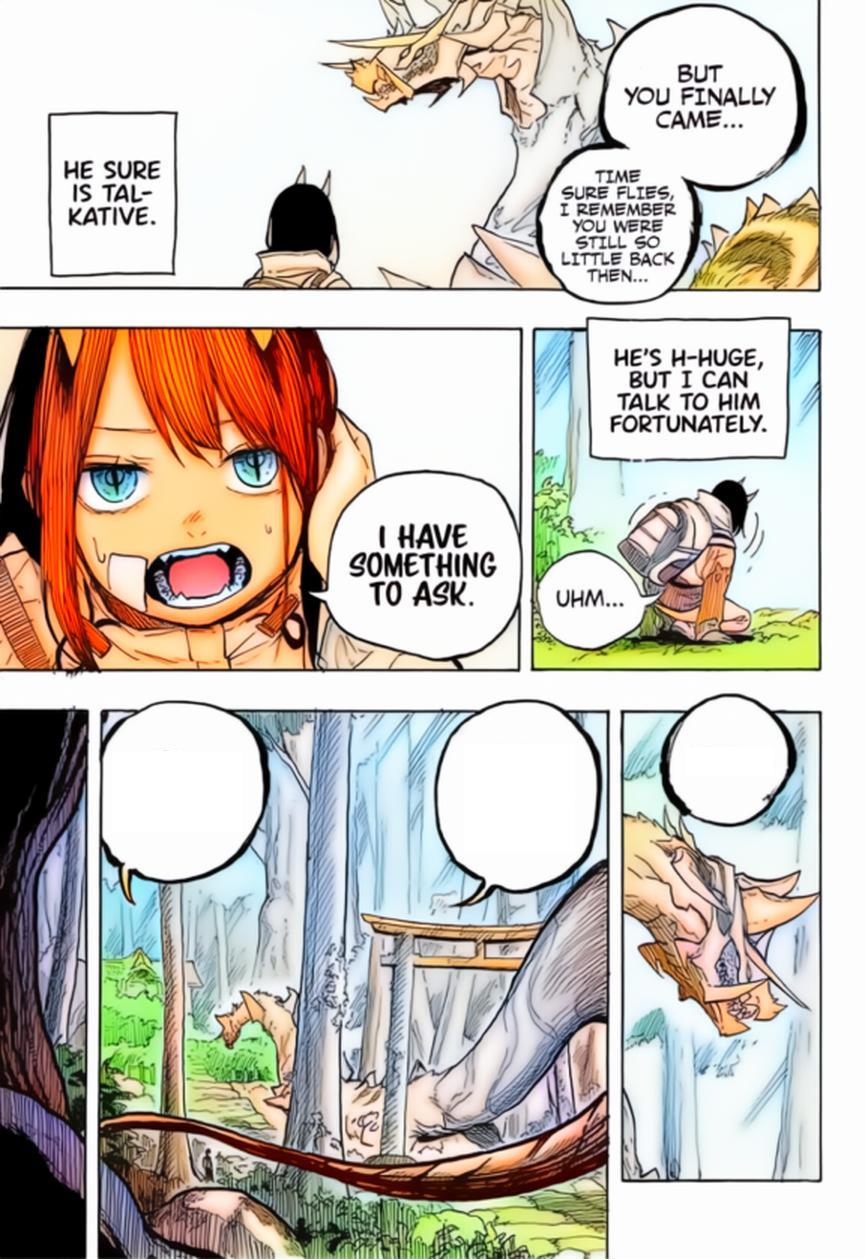 BUT
YOU FINALLY
CAME...
TIME
SURE FLIES,
I REMEMBER
YOU WERE
STILL SO
LITTLE BACK
THEN...
HE SURE
IS TAL-
KATIVE.
HE'S H-HUGE,
BUT I CAN
TALK TO HIM
FORTUNATELY.
UHM...
I HAVE
SOMETHING
TO ASK.